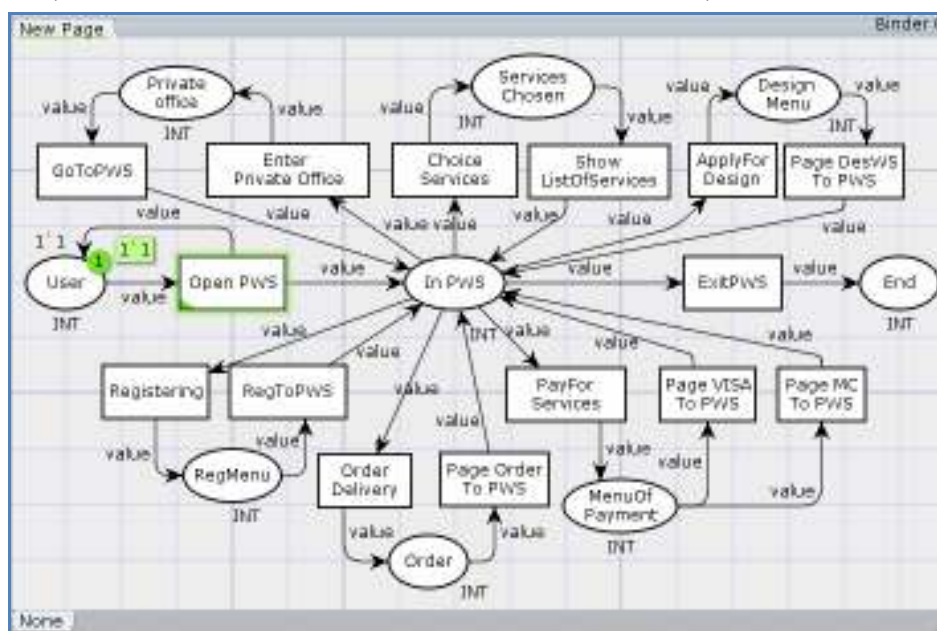 New Page
Binder
Private
office
Services
Chosen
Design
Menu
value
value
value
value
value
value
INT
INT
INT
GoToPWS
Enter
Private Office
Choice
Services
Show
ListOfServices
ApplyFor
Design
Page DesWS
To PWS
value
value
value
value
value
value
value
value
1`1
1`1
1
User
Open PWS
In PWS
ExitPWS
End
value
value
value
value
INT
INT
INT
value
value
value
value
value
Registering
RegToPWS
PayFor
Services
Page VISA
To PWS
Page MC
To PWS
value
value
value
value
value
RegMenu
INT
Order
Delivery
Page Order
To PWS
MenuOf
Payment
INT
value
value
Order
INT
None